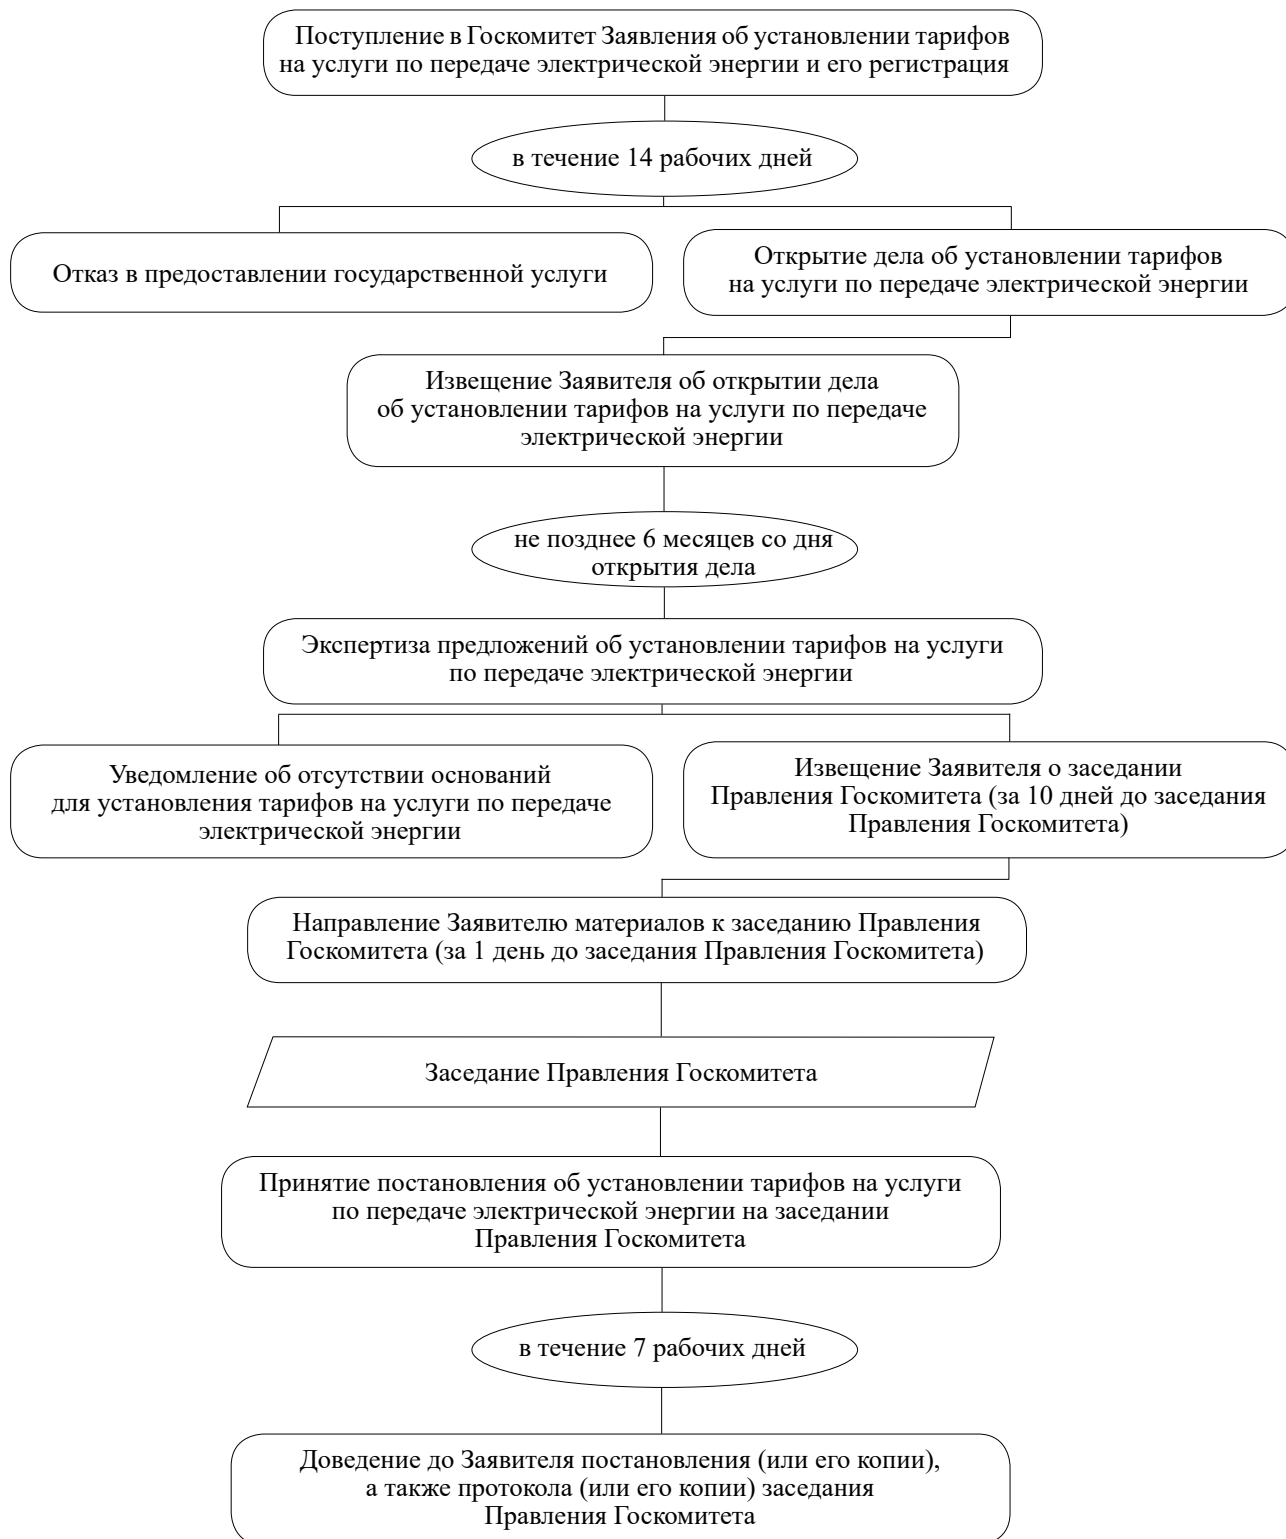 Поступление в Госкомитет Заявления об установлении тарифов
на услуги по передаче электрической энергии и его регистрация
в течение 14 рабочих дней
Отказ в предоставлении государственной услуги
Открытие дела об установлении тарифов
на услуги по передаче электрической энергии
Извещение Заявителя об открытии дела
об установлении тарифов на услуги по передаче
электрической энергии
не позднее 6 месяцев со дня
открытия дела
Экспертиза предложений об установлении тарифов на услуги
по передаче электрической энергии
Уведомление об отсутствии оснований
для установления тарифов на услуги по передаче
электрической энергии
Извещение Заявителя о заседании
Правления Госкомитета (за 10 дней до заседания
Правления Госкомитета)
Направление Заявителю материалов к заседанию Правления
Госкомитета (за 1 день до заседания Правления Госкомитета)
Заседание Правления Госкомитета
Принятие постановления об установлении тарифов на услуги
по передаче электрической энергии на заседании
Правления Госкомитета
в течение 7 рабочих дней
Доведение до Заявителя постановления (или его копии),
а также протокола (или его копии) заседания
Правления Госкомитета